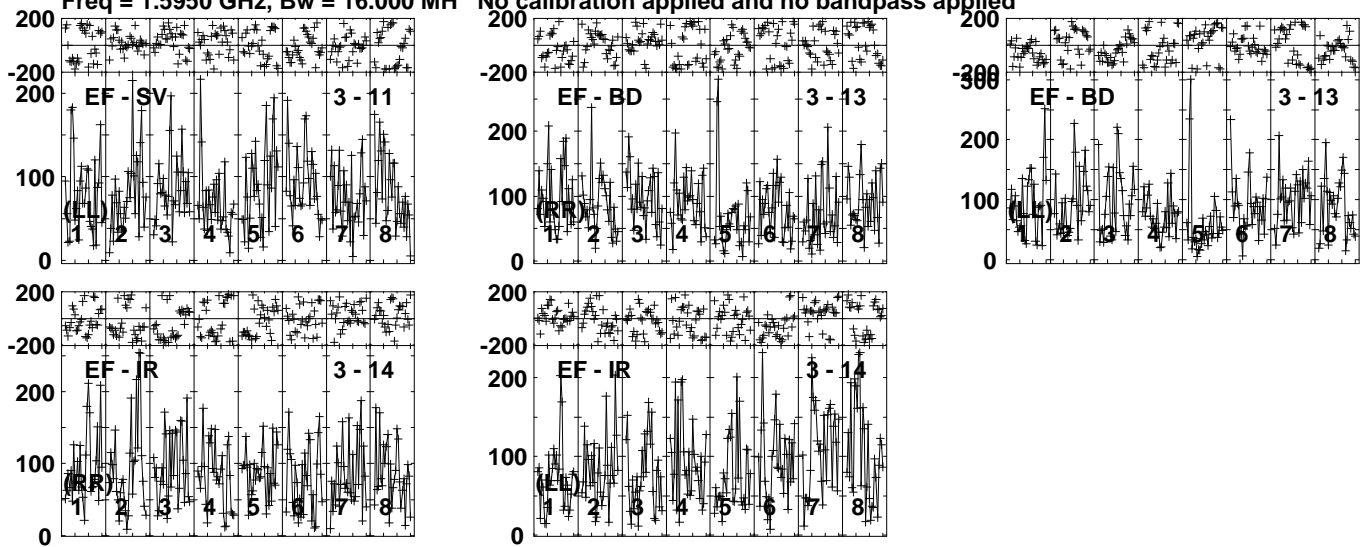 Freq = 1.5950 GHz, Bw = 16.000 MH No calibration applied and no bandpass applied
200
-200
200
100
0
EF - SV 3 - 11
(LL)
1 2 3 4 5 6 7 8
200
-200
200
100
0
EF - BD 3 - 13
(RR)
1 2 3 4 5 6 7 8
200
-200
300
200
100
0
EF - BD 3 - 13
(LL)
1 2 3 4 5 6 7 8
200
-200
200
100
0
EF - IR 3 - 14
(RR)
1 2 3 4 5 6 7 8
200
-200
200
100
0
EF - IR 3 - 14
(LL)
1 2 3 4 5 6 7 8